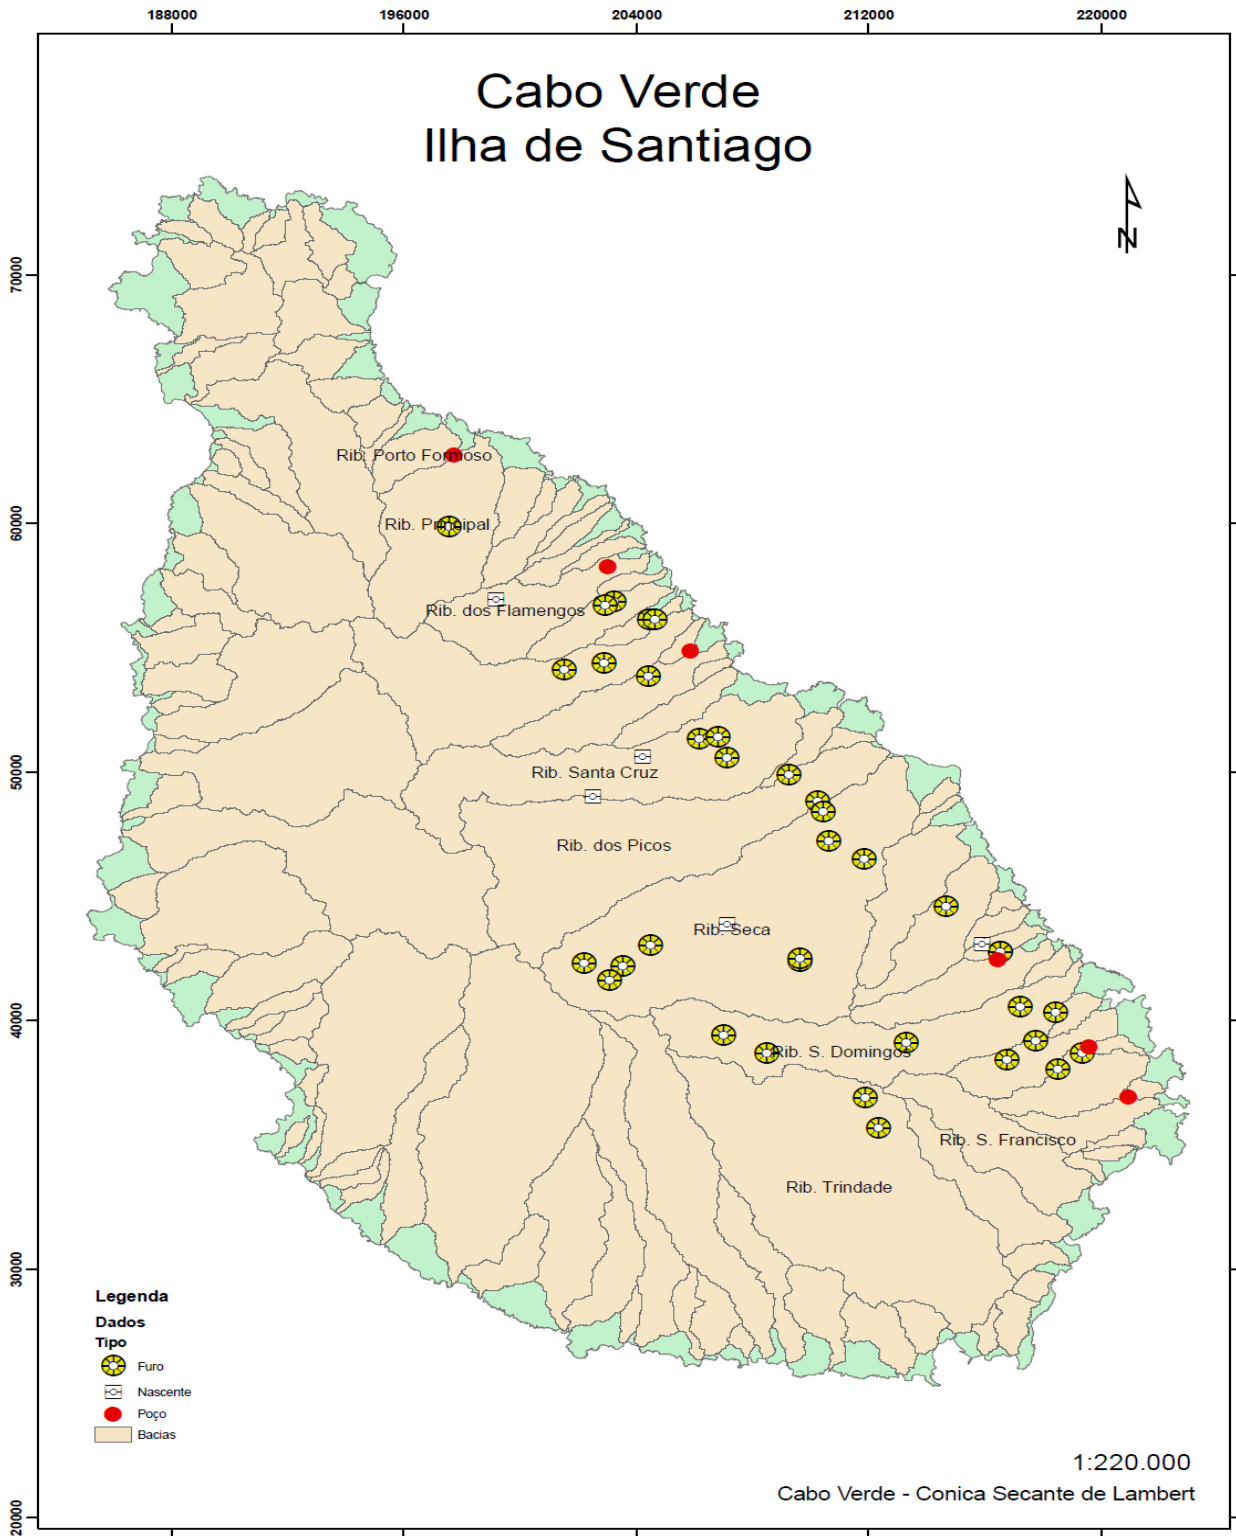 188000 196000 204000 212000 220000
Cabo Verde
Ilha de Santiago
N
70000
Rib. Porto Formoso
60000
Rib. Principal
Rib. dos Flamengos
50000
Rib. Santa Cruz
Rib. dos Picos
Rib. Seca
40000
Rib. S. Domingos
Rib. S. Francisco
Rib. Trindade
30000
Legenda
Dados
Tipo
Furo
Nascente
Poço
Bacias
1:220.000
Cabo Verde - Conica Secante de Lambert
20000